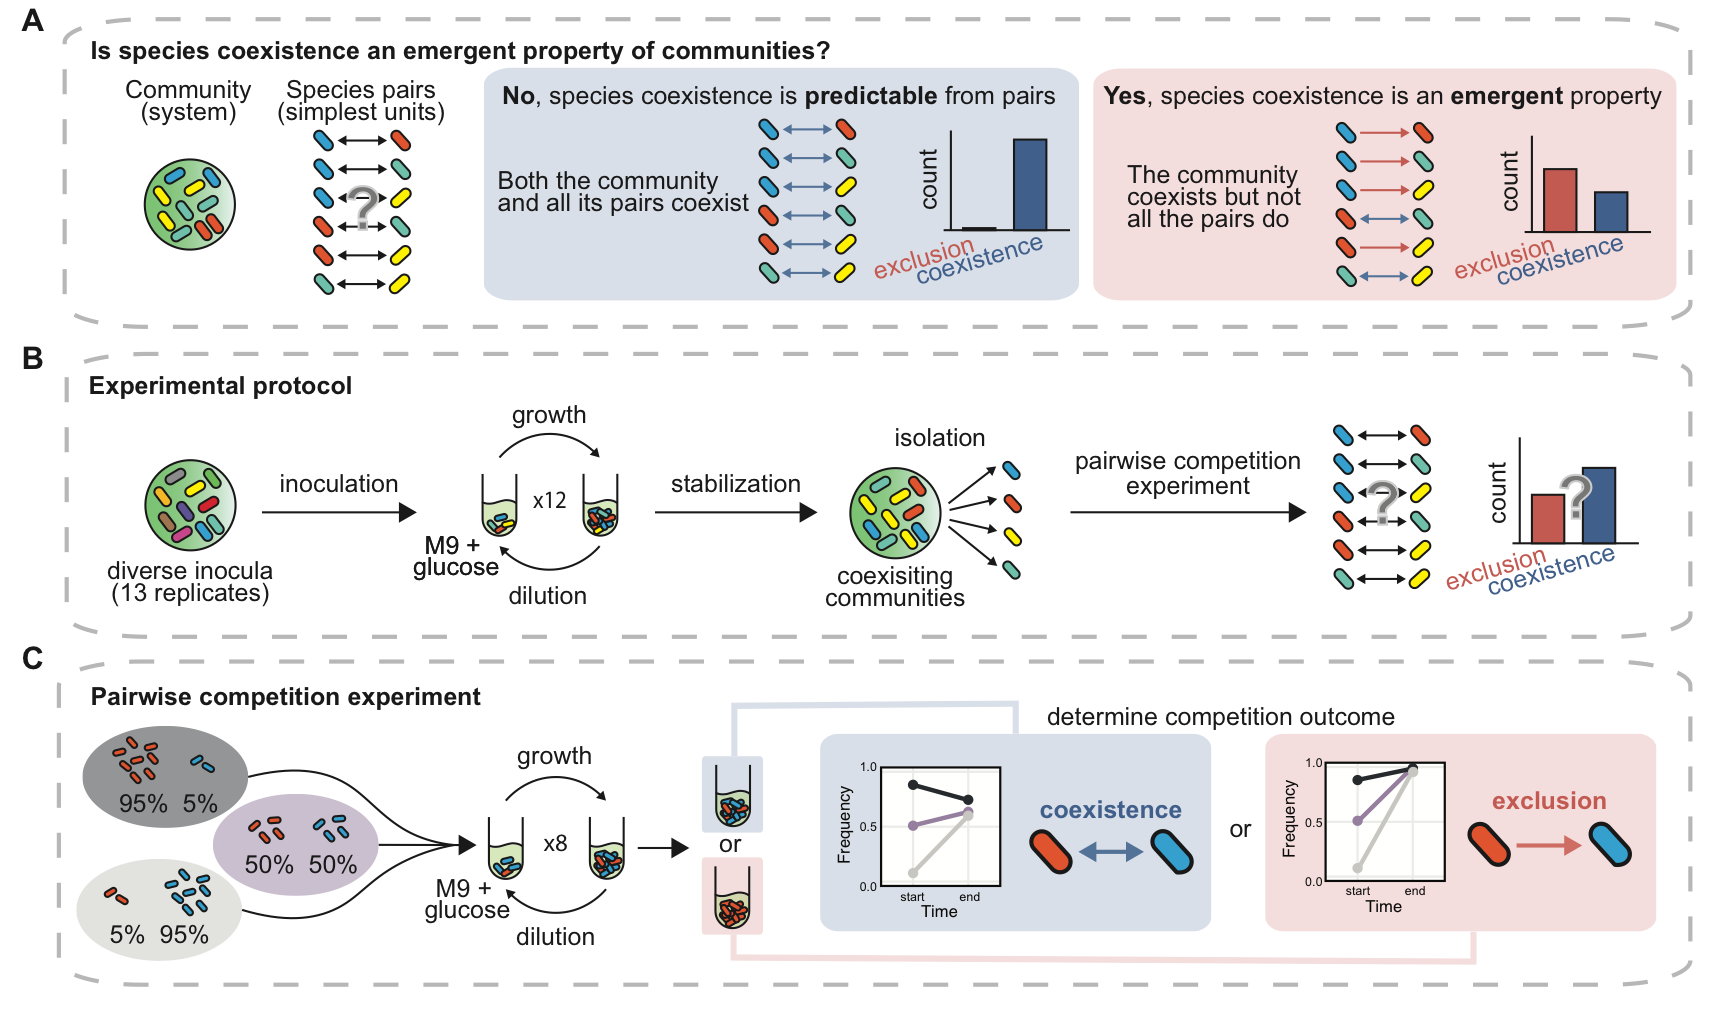 A
Is species coexistence an emergent property of communities?
Community
(system)
Species pairs
(simplest units)
?
No, species coexistence is predictable from pairs
Both the community
and all its pairs coexist
count
exclusion
coexistence
Yes, species coexistence is an emergent property
The community
coexists but not
all the pairs do
count
exclusion
coexistence
B
Experimental protocol
diverse inocula
(13 replicates)
inoculation
growth
x12
M9 +
glucose
dilution
stabilization
isolation
coexisiting
communities
pairwise competition
experiment
?
count
?
exclusion
coexistence
C
Pairwise competition experiment
95% 5%
50% 50%
5% 95%
growth
x8
M9 +
glucose
dilution
or
determine competition outcome
Frequency
1.0
0.5
0.0
start end
Time
coexistence
or
Frequency
1.0
0.5
0.0
start end
Time
exclusion